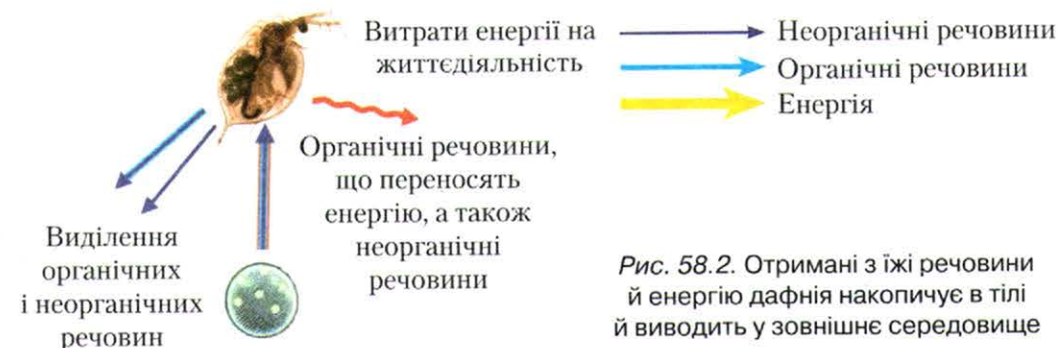 Витрати енергії на
життєдіяльність
Неорганічні речовини
Органічні речовини
Енергія
Органічні речовини,
що переносять
енергію, а також
неорганічні
речовини
Виділення
органічних
і неорганічних
речовин
Рис. 58.2. Отримані з їжі речовини
й енергію дафнія накопичує в тілі
й виводить у зовнішнє середовище